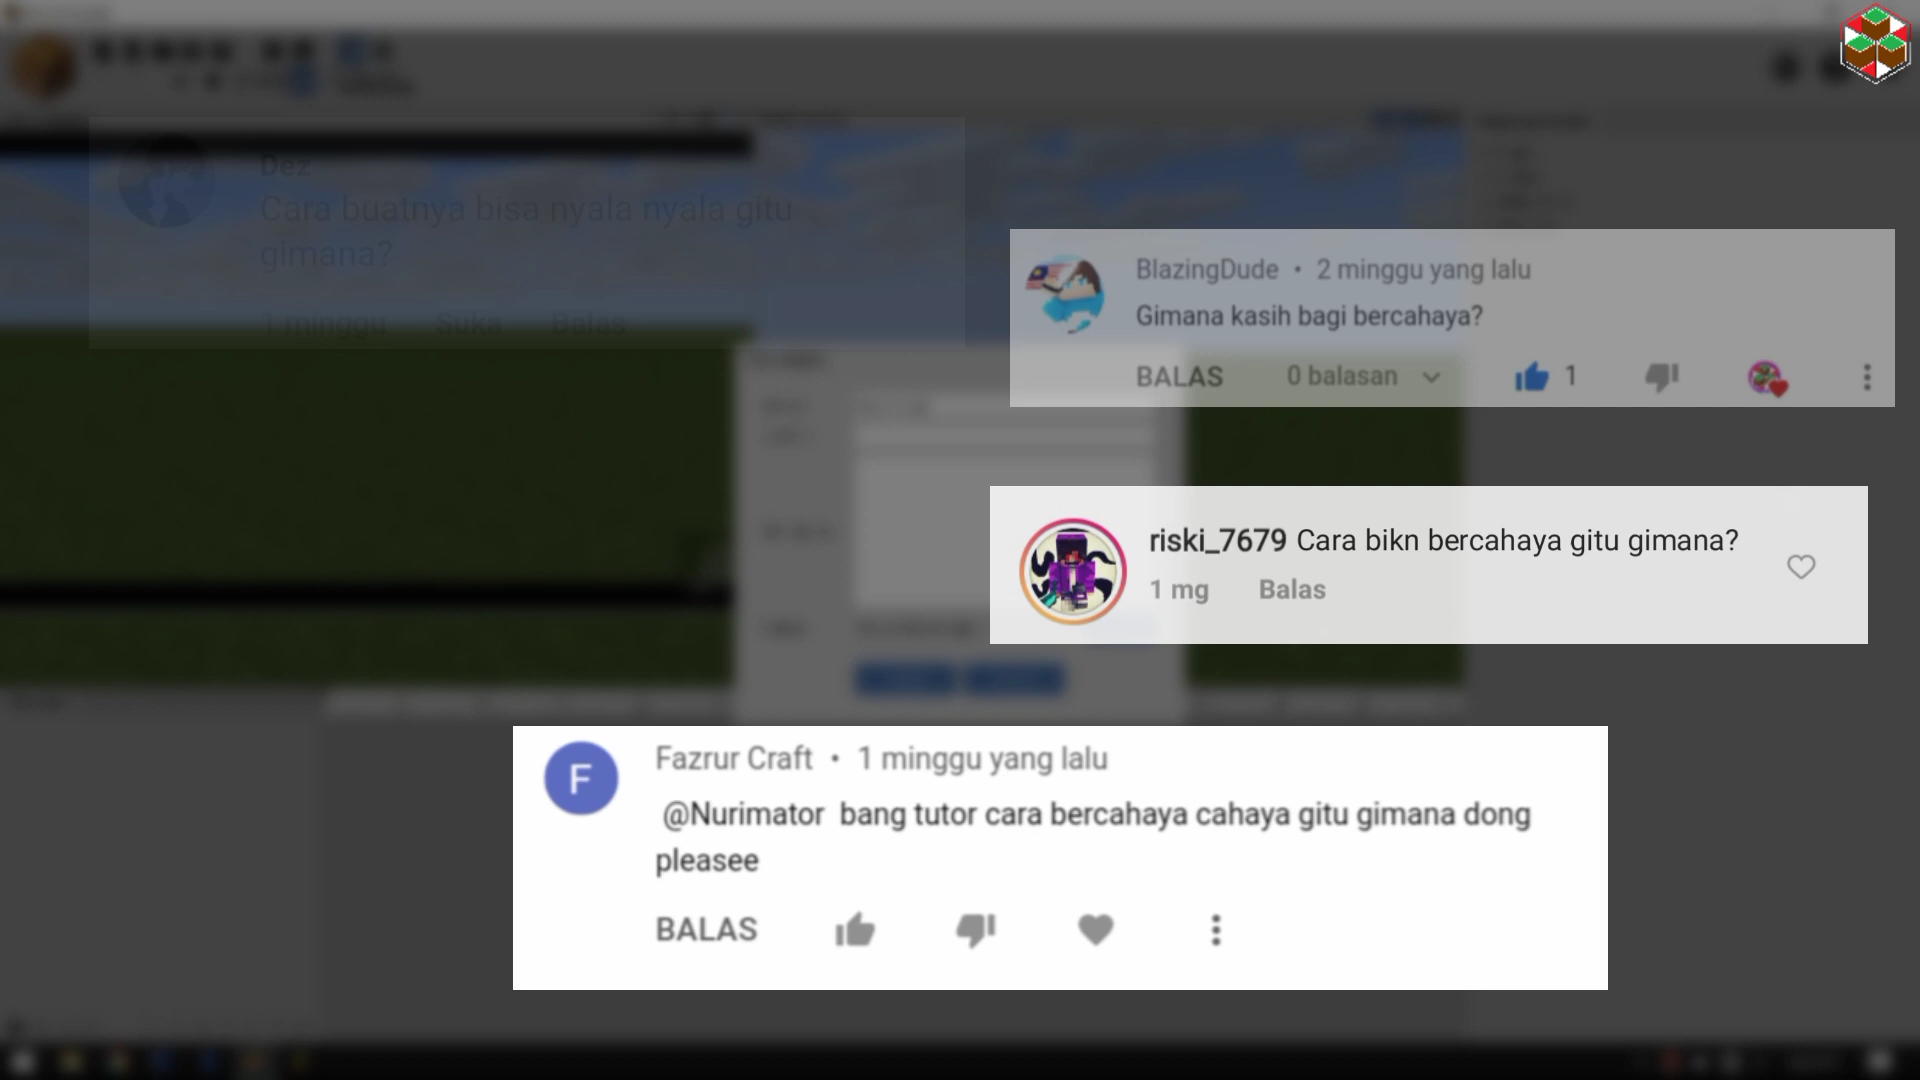 Dez
Cara buatnya bisa nyala nyala gitu
gimana?
1 minggu Suka Balas
BlazingDude • 2 minggu yang lalu
Gimana kasih bagi bercahaya?
BALAS 0 balasan 1
riski_7679 Cara bikn bercahaya gitu gimana?
1 mg Balas
F
Fazrur Craft • 1 minggu yang lalu
@Nurimator bang tutor cara bercahaya cahaya gitu gimana dong
pleasee
BALAS